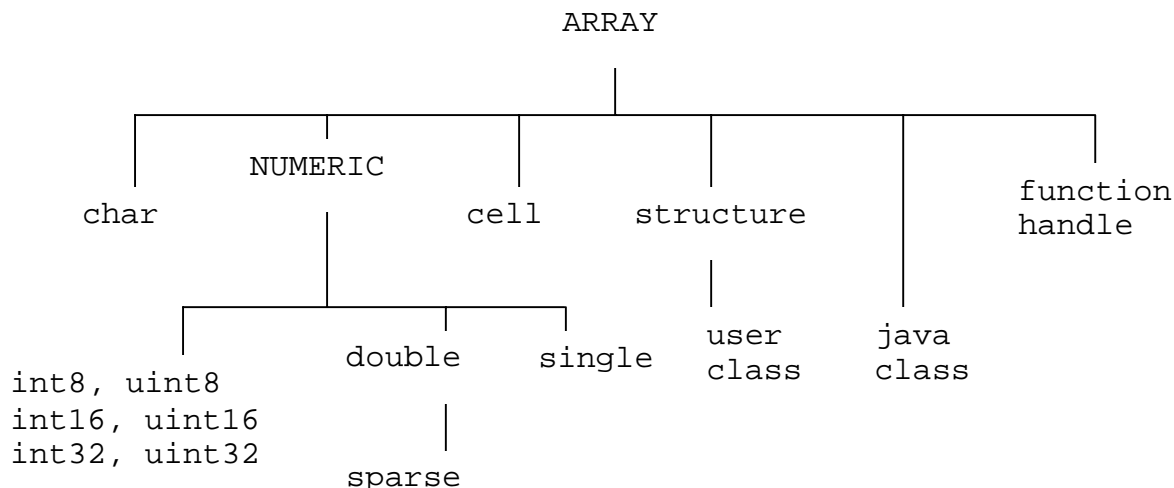 ARRAY
NUMERIC
char
cell
structure
function
handle
double
single
user
class
java
class
int8, uint8
int16, uint16
int32, uint32
sparse